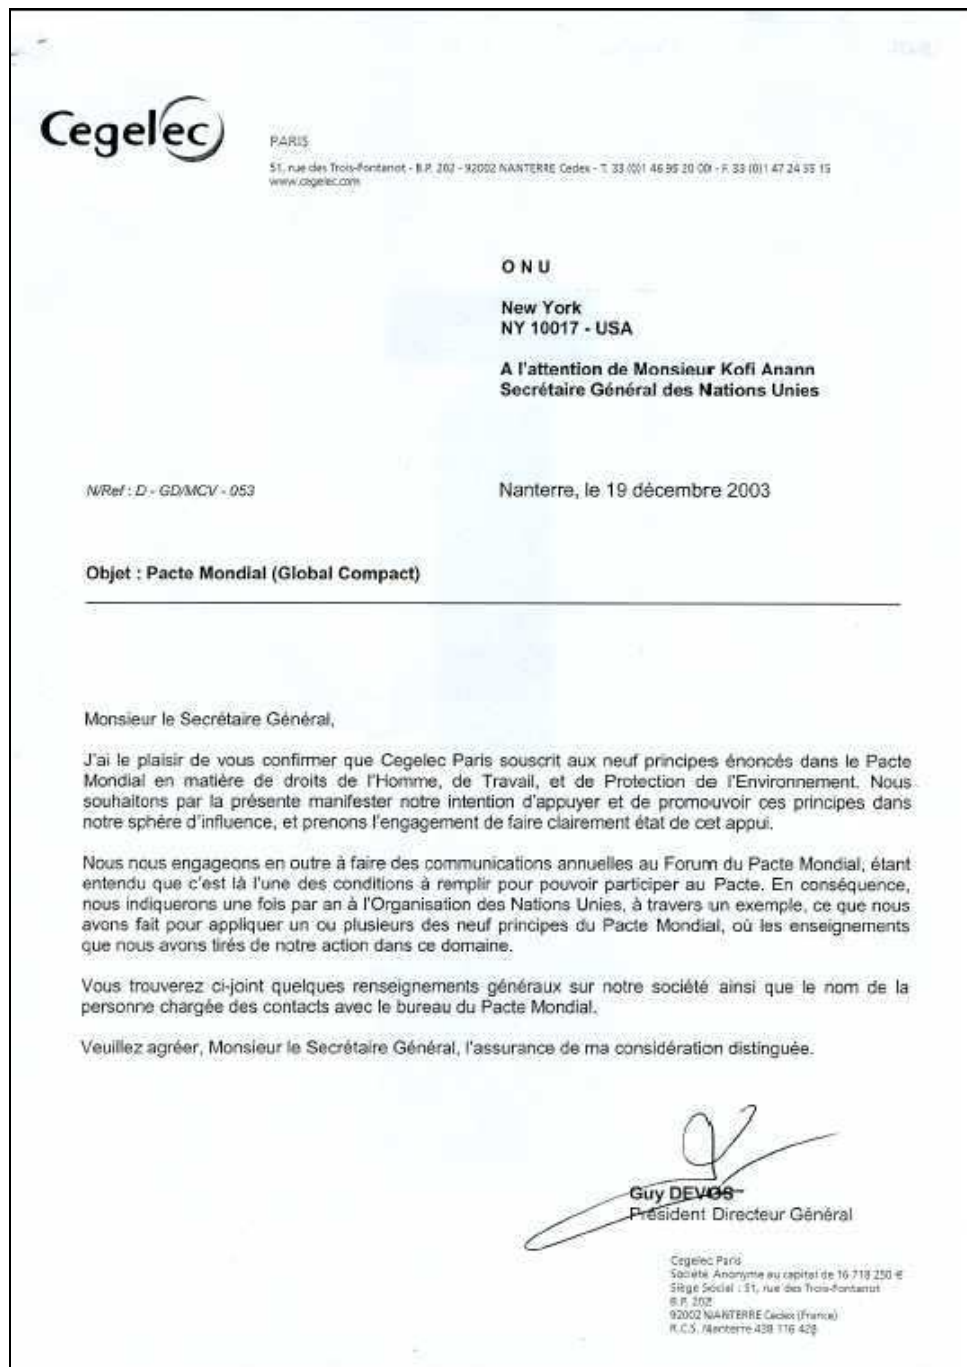 Cegelec
PARIS
51, rue des Trois-Fontanot - B.P. 202 - 92002 NANTERRE Cedex - T. 33 (0)1 46 95 20 00 - F. 33 (0)1 47 24 55 15
www.cegelec.com
O N U
New York
NY 10017 - USA
A l'attention de Monsieur Kofi Anann
Secrétaire Général des Nations Unies
N/Ref : D - GD/MCV - 053
Nanterre, le 19 décembre 2003
Objet : Pacte Mondial (Global Compact)
Monsieur le Secrétaire Général,
J'ai le plaisir de vous confirmer que Cegelec Paris souscrit aux neuf principes énoncés dans le Pacte
Mondial en matière de droits de l'Homme, de Travail, et de Protection de l'Environnement. Nous
souhaitons par la présente manifester notre intention d'appuyer et de promouvoir ces principes dans
notre sphère d'influence, et prenons l'engagement de faire clairement état de cet appui.
Nous nous engageons en outre à faire des communications annuelles au Forum du Pacte Mondial, étant
entendu que c'est là l'une des conditions à remplir pour pouvoir participer au Pacte. En conséquence,
nous indiquerons une fois par an à l'Organisation des Nations Unies, à travers un exemple, ce que nous
avons fait pour appliquer un ou plusieurs des neuf principes du Pacte Mondial, où les enseignements
que nous avons tirés de notre action dans ce domaine.
Vous trouverez ci-joint quelques renseignements généraux sur notre société ainsi que le nom de la
personne chargée des contacts avec le bureau du Pacte Mondial.
Veuillez agréer, Monsieur le Secrétaire Général, l'assurance de ma considération distinguée.
Guy DEVOS
Président Directeur Général
Cegelec Paris
Société Anonyme au capital de 16 718 250 €
Siège Social : 51, rue des Trois-Fontanot
B.P. 202
92002 NANTERRE Cedex (France)
R.C.S. Nanterre 438 116 428